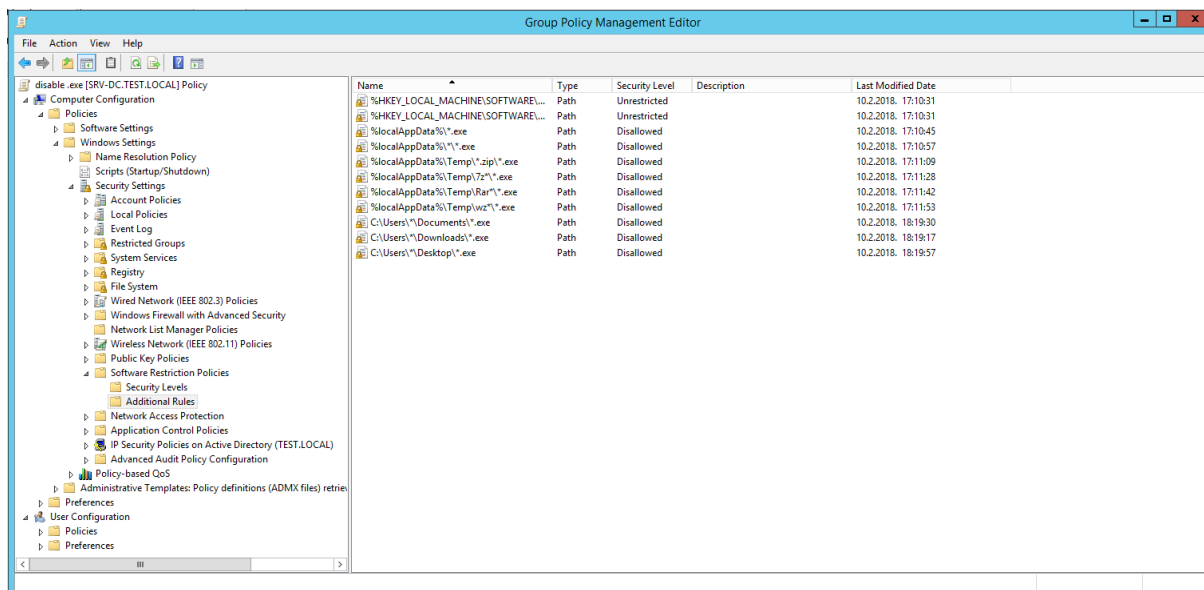 Group Policy Management Editor
File Action View Help
disable .exe [SRV-DC.TEST.LOCAL] Policy
Computer Configuration
Policies
Software Settings
Windows Settings
Name Resolution Policy
Scripts (Startup/Shutdown)
Security Settings
Account Policies
Local Policies
Event Log
Restricted Groups
System Services
Registry
File System
Wired Network (IEEE 802.3) Policies
Windows Firewall with Advanced Security
Network List Manager Policies
Wireless Network (IEEE 802.11) Policies
Public Key Policies
Software Restriction Policies
Security Levels
Additional Rules
Network Access Protection
Application Control Policies
IP Security Policies on Active Directory (TEST.LOCAL)
Advanced Audit Policy Configuration
Policy-based QoS
Administrative Templates: Policy definitions (ADMX files) retriev
Preferences
User Configuration
Policies
Preferences
Name Type Security Level Description Last Modified Date
%HKEY_LOCAL_MACHINE\SOFTWARE\... Path Unrestricted 10.2.2018. 17:10:31
%HKEY_LOCAL_MACHINE\SOFTWARE\... Path Unrestricted 10.2.2018. 17:10:31
%localAppData%\*.exe Path Disallowed 10.2.2018. 17:10:45
%localAppData%\*\*.exe Path Disallowed 10.2.2018. 17:10:57
%localAppData%\Temp\*.zip\*.exe Path Disallowed 10.2.2018. 17:11:09
%localAppData%\Temp\7z*\*.exe Path Disallowed 10.2.2018. 17:11:28
%localAppData%\Temp\Rar*\*.exe Path Disallowed 10.2.2018. 17:11:42
%localAppData%\Temp\wz*\*.exe Path Disallowed 10.2.2018. 17:11:53
C:\Users\*\Documents\*.exe Path Disallowed 10.2.2018. 18:19:30
C:\Users\*\Downloads\*.exe Path Disallowed 10.2.2018. 18:19:17
C:\Users\*\Desktop\*.exe Path Disallowed 10.2.2018. 18:19:57